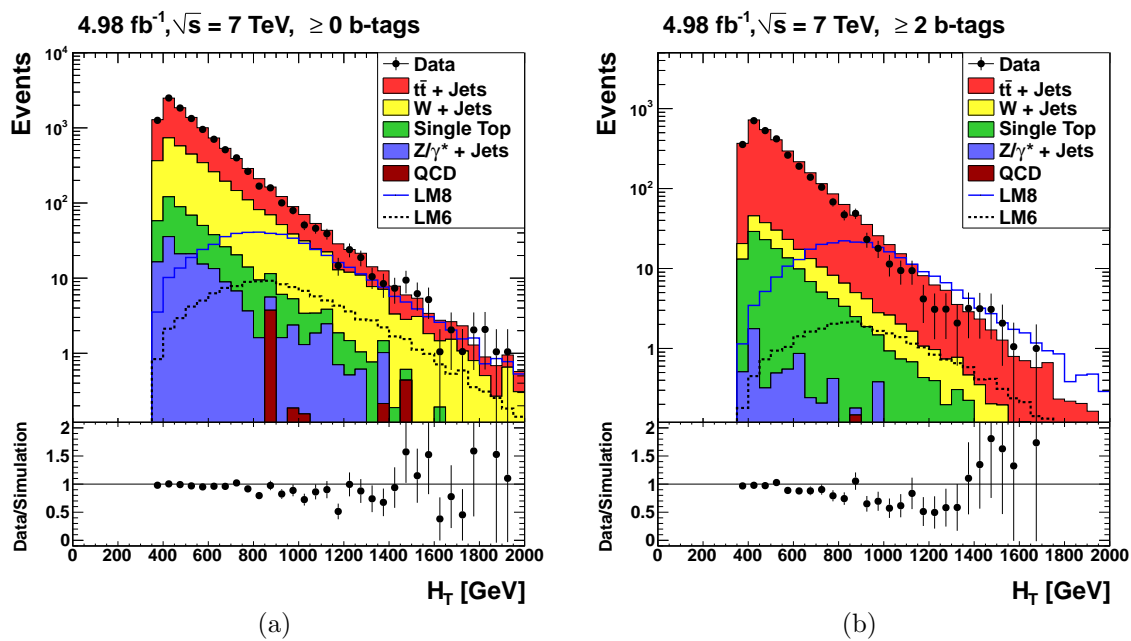 4.98 fb⁻¹, √s = 7 TeV, ≥ 0 b-tags
Events
10⁴
10³
10²
10
1
Data
tt̄ + Jets
W + Jets
Single Top
Z/γ* + Jets
QCD
LM8
LM6
Data/Simulation
2
1.5
1
0.5
0
0 200 400 600 800 1000 1200 1400 1600 1800 2000
H_T [GeV]
(a)
4.98 fb⁻¹, √s = 7 TeV, ≥ 2 b-tags
Events
10³
10²
10
1
Data
tt̄ + Jets
W + Jets
Single Top
Z/γ* + Jets
QCD
LM8
LM6
Data/Simulation
2
1.5
1
0.5
0
0 200 400 600 800 1000 1200 1400 1600 1800 2000
H_T [GeV]
(b)